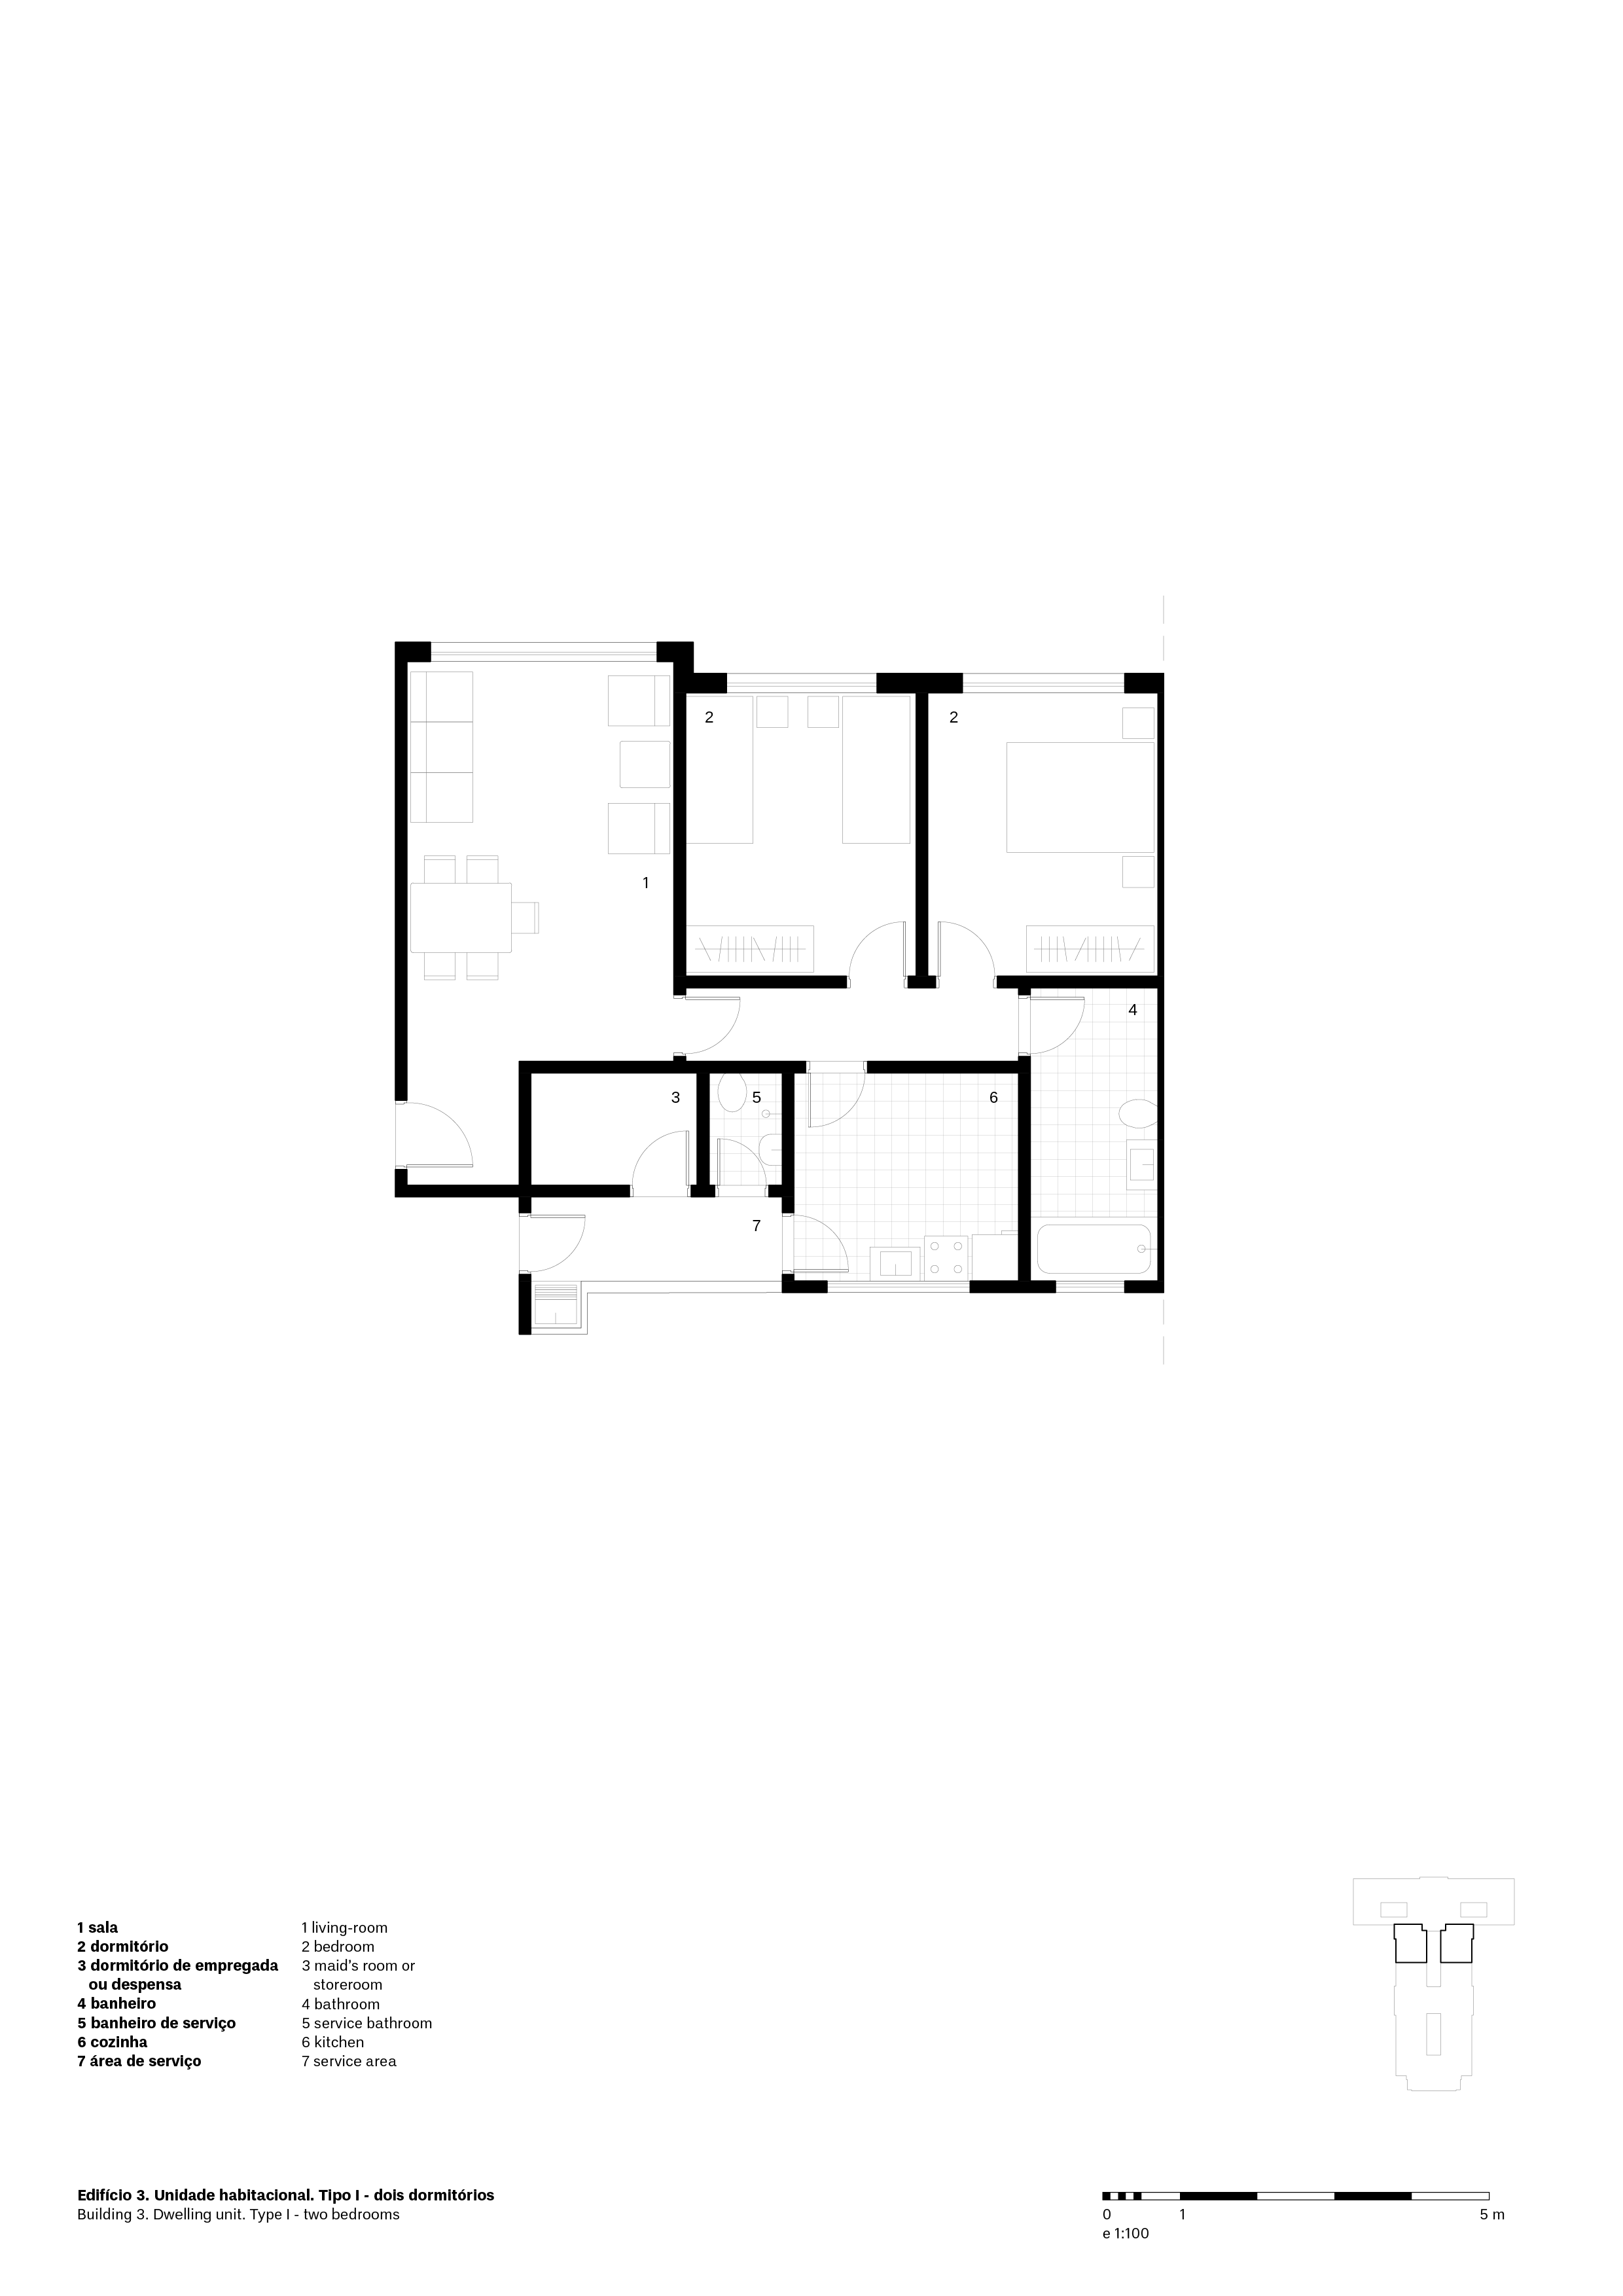 2
2
1
4
3
5
6
7
1 sala
2 dormitório
3 dormitório de empregada
ou despensa
4 banheiro
5 banheiro de serviço
6 cozinha
7 área de serviço
1 living-room
2 bedroom
3 maid's room or
storeroom
4 bathroom
5 service bathroom
6 kitchen
7 service area
Edifício 3. Unidade habitacional. Tipo I - dois dormitórios
Building 3. Dwelling unit. Type I - two bedrooms
0 1 5 m
e 1:100